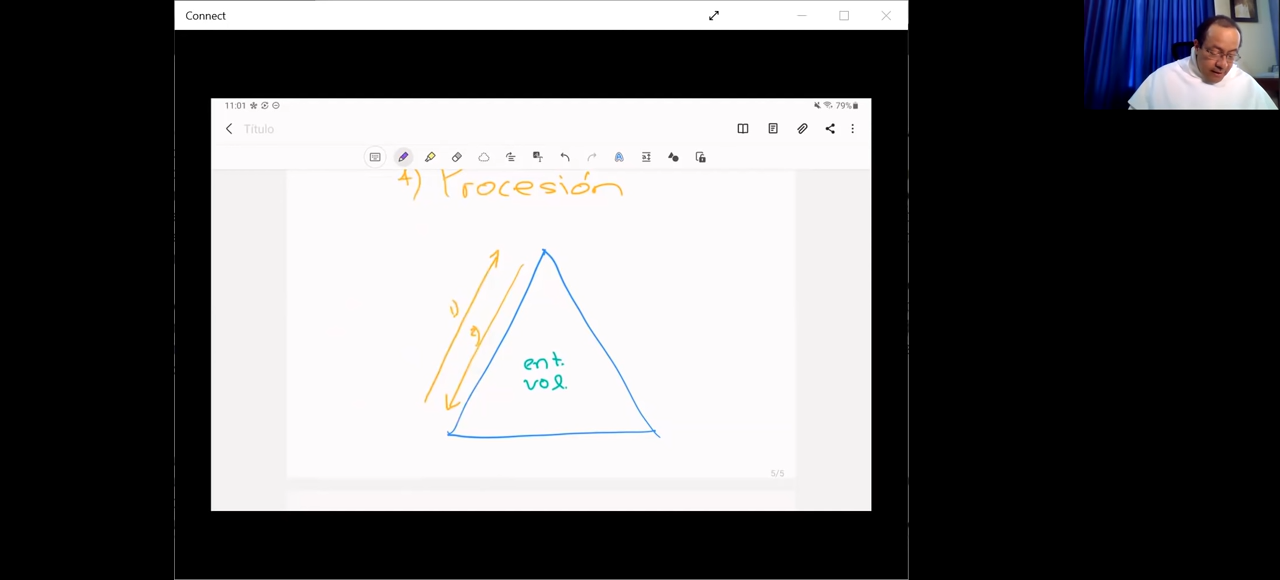 Connect
11:01
79%
Título
4) Procesión
1)
2)
ent.
vol.
5/5